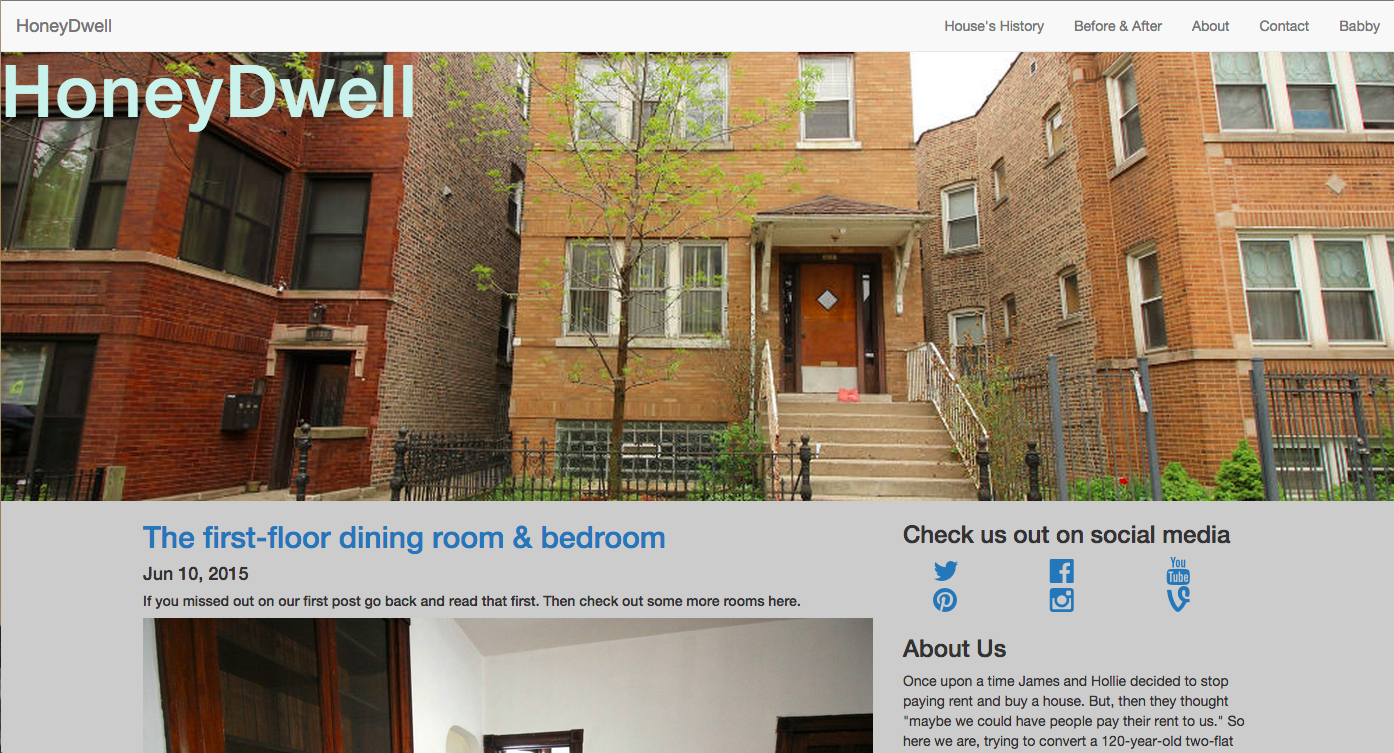 HoneyDwell
House's History
Before & After
About
Contact
Babby
HoneyDwell
The first-floor dining room & bedroom
Jun 10, 2015
If you missed out on our first post go back and read that first. Then check out some more rooms here.
Check us out on social media
You
Tube
About Us
Once upon a time James and Hollie decided to stop
paying rent and buy a house. But, then they thought
"maybe we could have people pay their rent to us." So
here we are, trying to convert a 120-year-old two-flat